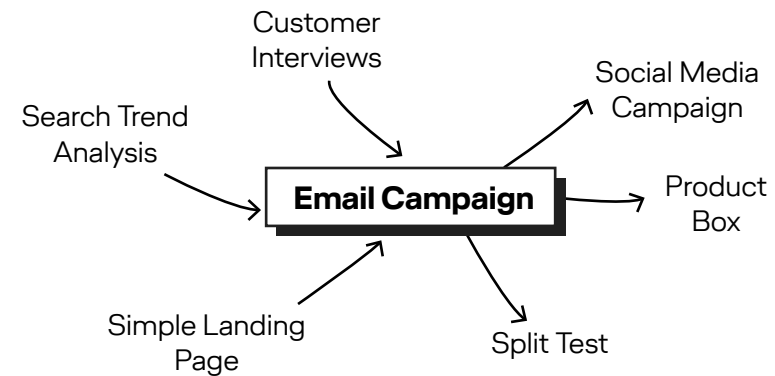 Customer
Interviews
Social Media
Campaign
Search Trend
Analysis
Email Campaign
Product
Box
Simple Landing
Page
Split Test